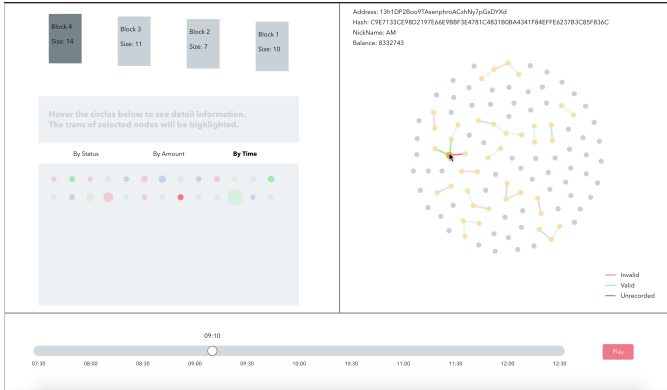 Block 4
Size: 14
Block 3
Size: 11
Block 2
Size: 7
Block 1
Size: 10
Hover the circles below to see detail information.
The trans of selected nodes will be highlighted.
By Status
By Amount
By Time
Address: 13h1DP2Boo9TAsenphroACxhNy7pGxDYXd
Hash: C9E7133CE98D2197E66E9BBF3E4781C4831B0BA4341F84EFFE6237B3C85F836C
NickName: AM
Balance: 8332743
Invalid
Valid
Unrecorded
09:10
Play
07:30 08:00 08:30 09:00 09:30 10:00 10:30 11:00 11:30 12:00 12:30